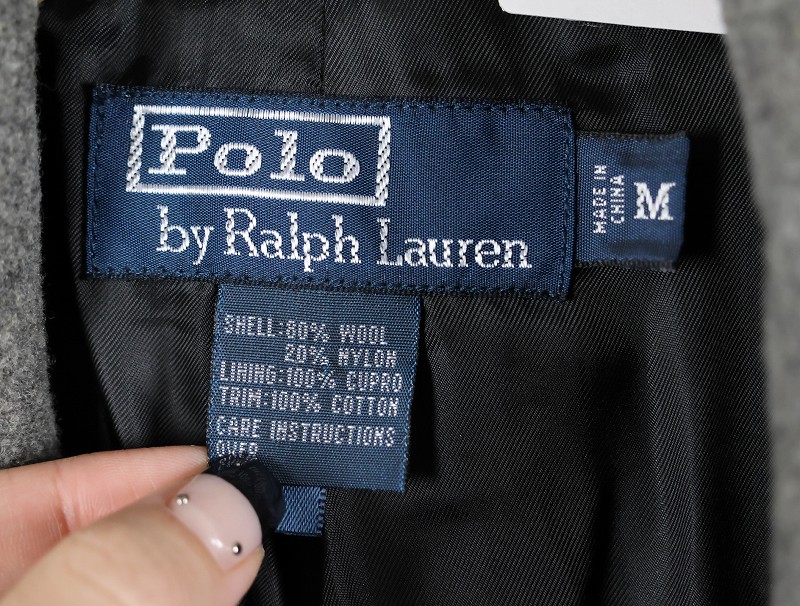 Polo
by Ralph Lauren
MADE IN
CHINA
M
SHELL:80% WOOL
20% NYLON
LINING:100% CUPRO
TRIM:100% COTTON
CARE INSTRUCTIONS
OVER